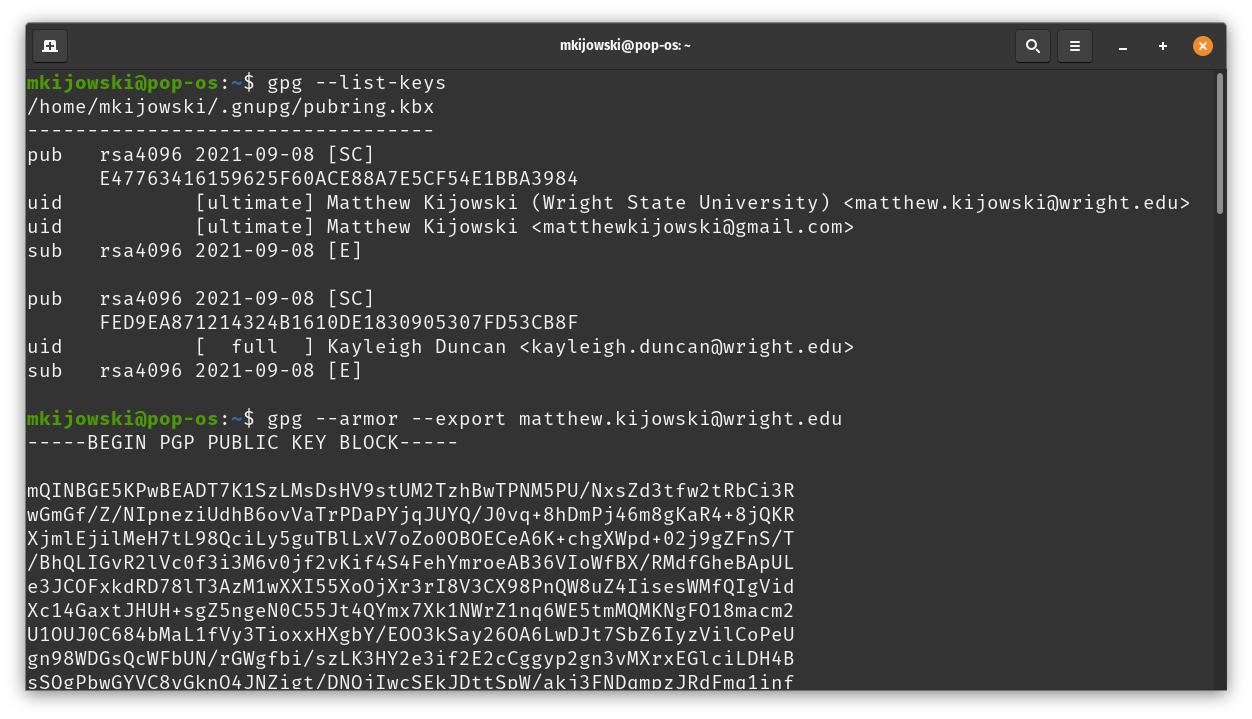 mkijowski@pop-os: ~
mkijowski@pop-os:~$ gpg --list-keys
/home/mkijowski/.gnupg/pubring.kbx
----------------------------------
pub   rsa4096 2021-09-08 [SC]
      E47763416159625F60ACE88A7E5CF54E1BBA3984
uid           [ultimate] Matthew Kijowski (Wright State University) <matthew.kijowski@wright.edu>
uid           [ultimate] Matthew Kijowski <matthewkijowski@gmail.com>
sub   rsa4096 2021-09-08 [E]
pub   rsa4096 2021-09-08 [SC]
      FED9EA871214324B1610DE1830905307FD53CB8F
uid           [  full  ] Kayleigh Duncan <kayleigh.duncan@wright.edu>
sub   rsa4096 2021-09-08 [E]
mkijowski@pop-os:~$ gpg --armor --export matthew.kijowski@wright.edu
-----BEGIN PGP PUBLIC KEY BLOCK-----
mQINBGE5KPwBEADT7K1SzLMsDsHV9stUM2TzhBwTPNM5PU/NxsZd3tfw2tRbCi3R
wGmGf/Z/NIpneziUdhB6ovVaTrPDaPYjqJUYQ/J0vq+8hDmPj46m8gKaR4+8jQKR
XjmlEjilMeH7tL98QciLy5guTBlLxV7oZo0OBOECeA6K+chgXWpd+02j9gZFnS/T
/BhQLIGvR2lVc0f3i3M6v0jf2vKif4S4FehYmroeAB36VIoWfBX/RMdfGheBApUL
e3JCOFxkdRD78lT3AzM1wXXI55XoOjXr3rI8V3CX98PnQW8uZ4IisesWMfQIgVid
Xc14GaxtJHUH+sgZ5ngeN0C55Jt4QYmx7Xk1NWrZ1nq6WE5tmMQMKNgFO18macm2
U1OUJ0C684bMaL1fVy3TioxxHXgbY/EOO3kSay26OA6LwDJt7SbZ6IyzVilCoPeU
gn98WDGsQcWFbUN/rGWgfbi/szLK3HY2e3if2E2cCggyp2gn3vMXrxEGlciLDH4B